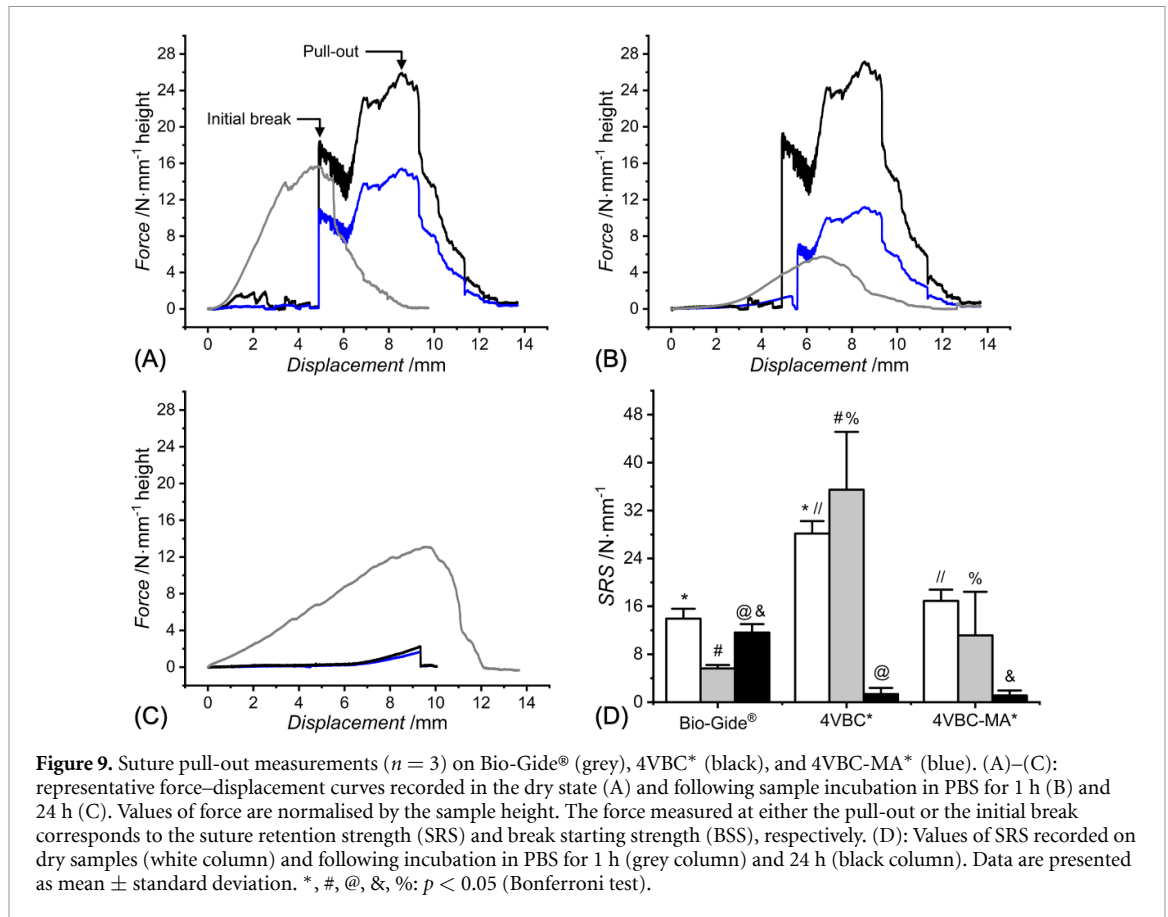 28
24
20
16
12
8
4
0
Force /N·mm⁻¹ height
Pull-out
Initial break
0 2 4 6 8 10 12 14
(A)
Displacement /mm
28
24
20
16
12
8
4
0
Force /N·mm⁻¹ height
0 2 4 6 8 10 12 14
(B)
Displacement /mm
28
24
20
16
12
8
4
0
Force /N·mm⁻¹ height
0 2 4 6 8 10 12 14
(C)
Displacement /mm
48
40
32
24
16
8
0
SRS /N·mm⁻¹
#%
* //
//
%
*
@ &
#
@
&
(D)
Bio-Gide® 4VBC* 4VBC-MA*
Figure 9. Suture pull-out measurements (n = 3) on Bio-Gide® (grey), 4VBC* (black), and 4VBC-MA* (blue). (A)–(C):
representative force–displacement curves recorded in the dry state (A) and following sample incubation in PBS for 1 h (B) and
24 h (C). Values of force are normalised by the sample height. The force measured at either the pull-out or the initial break
corresponds to the suture retention strength (SRS) and break starting strength (BSS), respectively. (D): Values of SRS recorded on
dry samples (white column) and following incubation in PBS for 1 h (grey column) and 24 h (black column). Data are presented
as mean ± standard deviation. *, #, @, &, %: p < 0.05 (Bonferroni test).